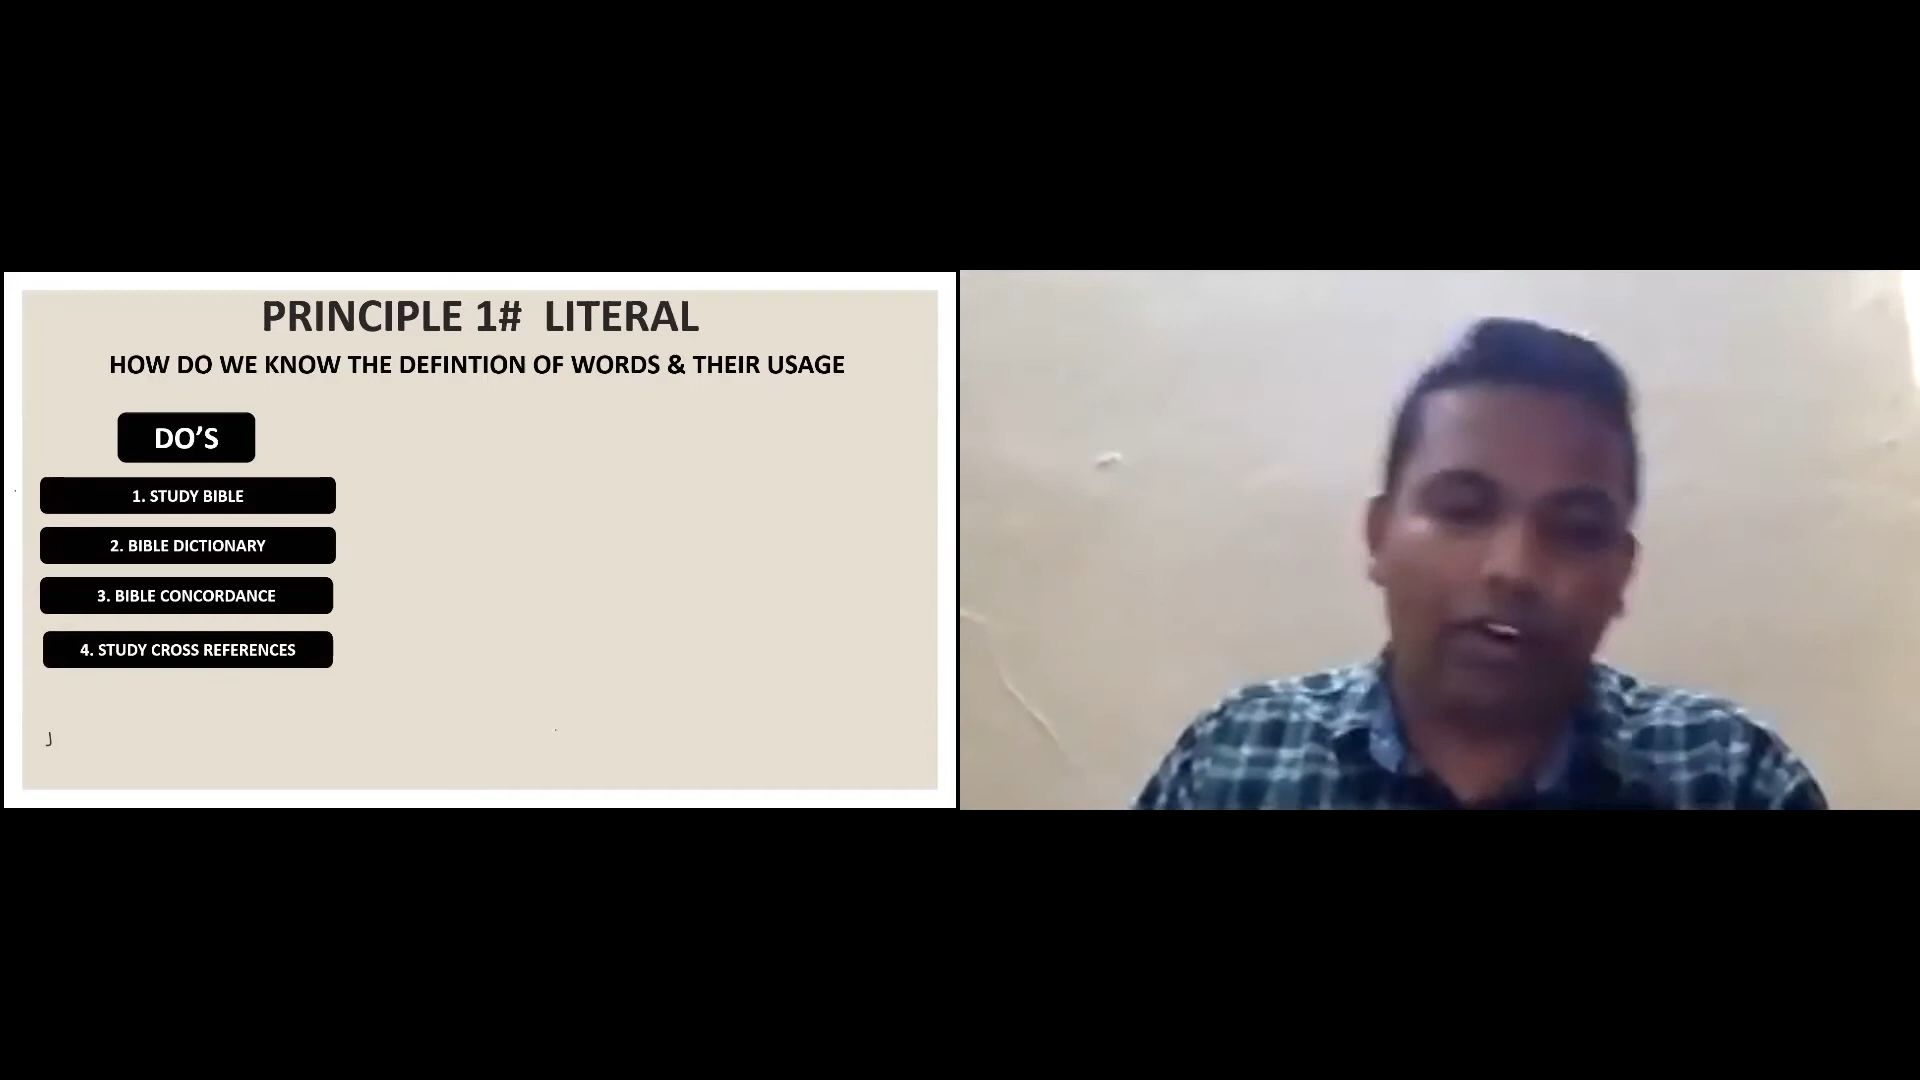 PRINCIPLE 1#  LITERAL
HOW DO WE KNOW THE DEFINTION OF WORDS & THEIR USAGE
DO’S
1. STUDY BIBLE
2. BIBLE DICTIONARY
3. BIBLE CONCORDANCE
4. STUDY CROSS REFERENCES